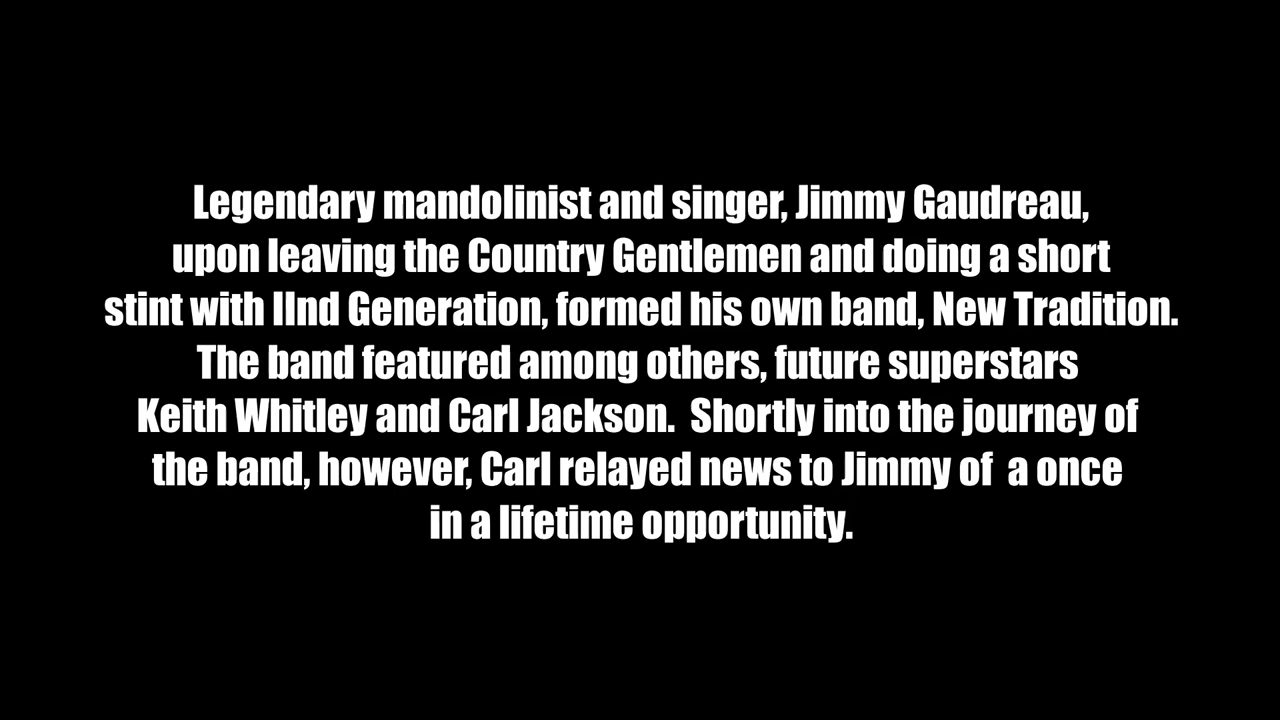 Legendary mandolinist and singer, Jimmy Gaudreau,
upon leaving the Country Gentlemen and doing a short
stint with IInd Generation, formed his own band, New Tradition.
The band featured among others, future superstars
Keith Whitley and Carl Jackson.  Shortly into the journey of
the band, however, Carl relayed news to Jimmy of  a once
in a lifetime opportunity.